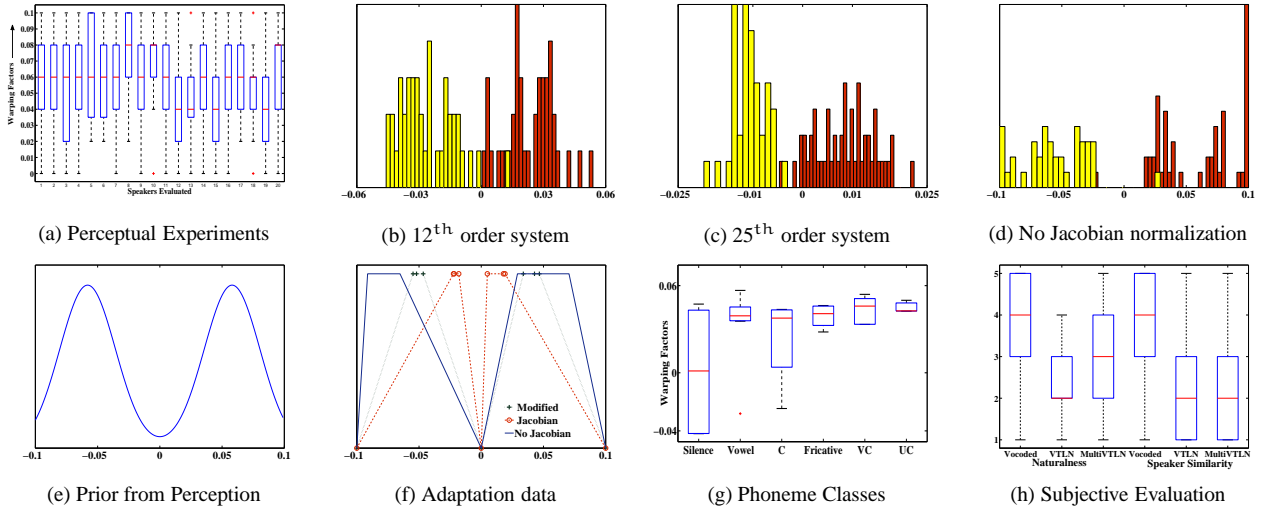 Warping Factors
0.1
0.09
0.08
0.07
0.06
0.05
0.04
0.03
0.02
0.01
0
1 2 3 4 5 6 7 8 9 10 11 12 13 14 15 16 17 18 19 20
Speakers Evaluated
(a) Perceptual Experiments
−0.06 −0.03 0 0.03 0.06
(b) 12th order system
−0.025 −0.01 0 0.01 0.025
(c) 25th order system
−0.1 −0.05 0 0.05 0.1
(d) No Jacobian normalization
−0.1 −0.05 0 0.05 0.1
(e) Prior from Perception
Modified
Jacobian
No Jacobian
−0.1 −0.05 0 0.05 0.1
(f) Adaptation data
Warping Factors
0.06
0
−0.04
Silence Vowel C Fricative VC UC
(g) Phoneme Classes
5
4
3
2
1
Vocoded VTLN MultiVTLN Vocoded VTLN MultiVTLN
Naturalness Speaker Similarity
(h) Subjective Evaluation